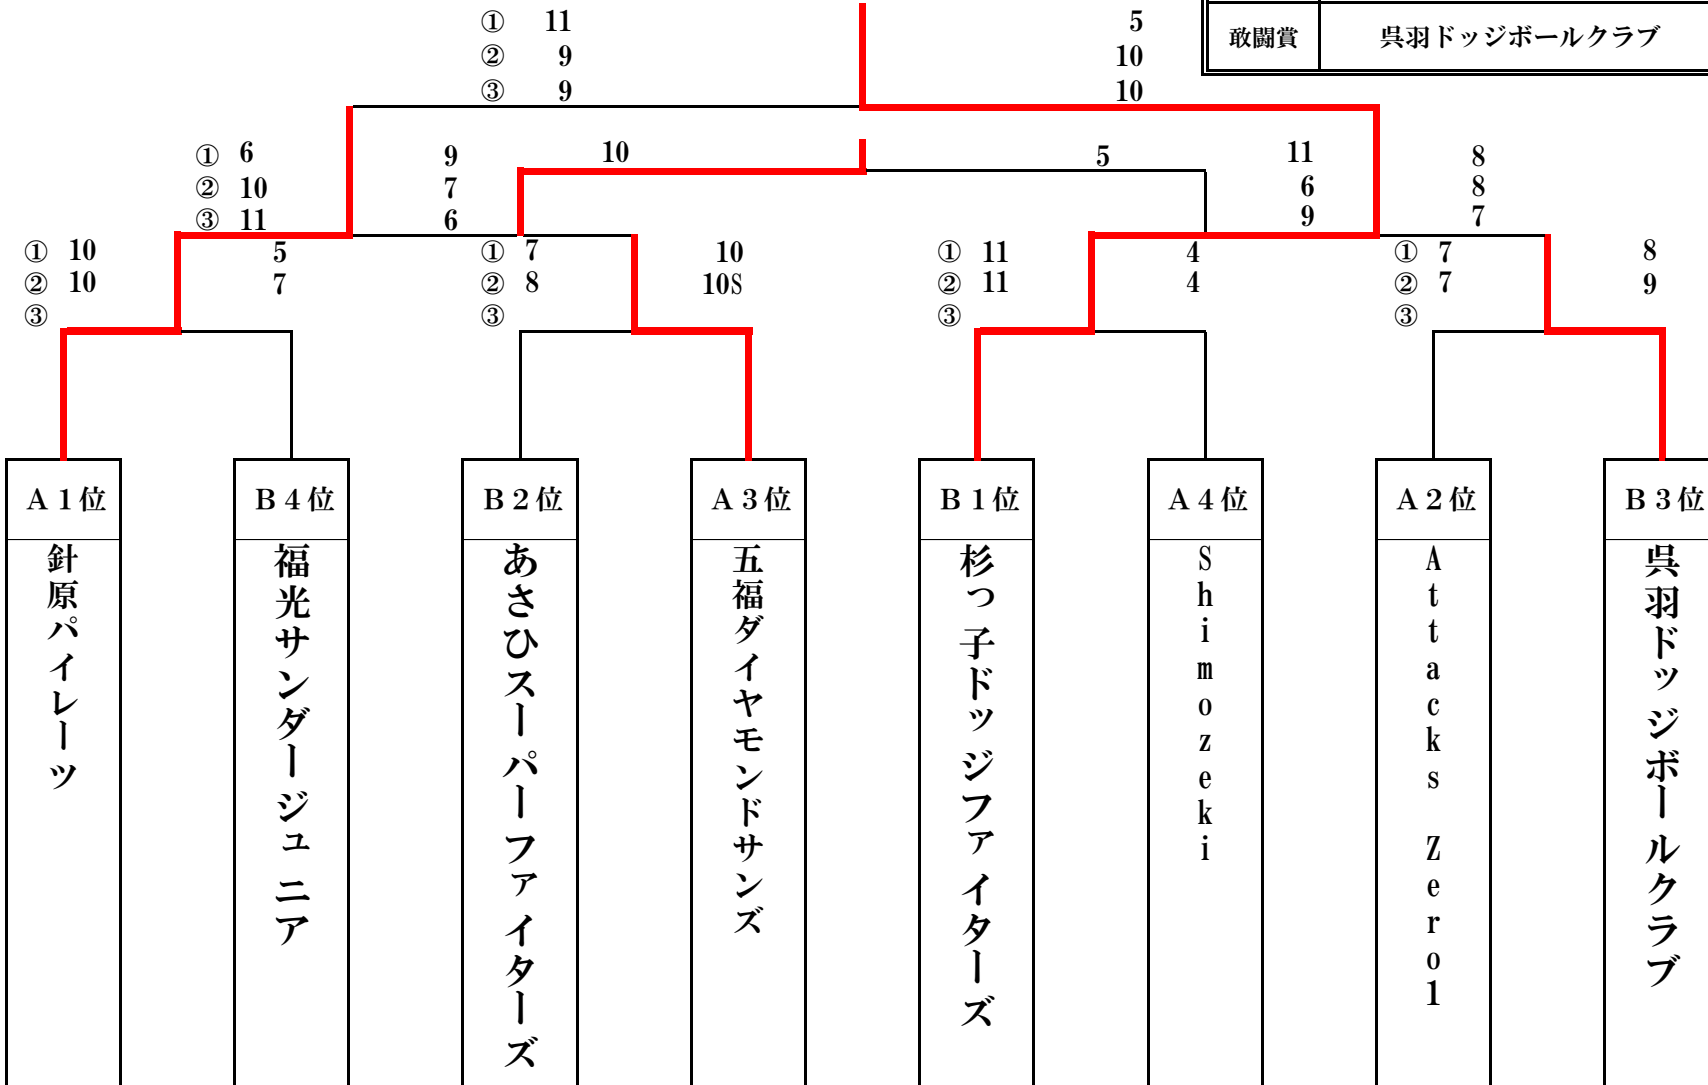 ① 11 5
敢闘賞 呉羽ドッジボールクラブ
② 9 10
③ 9 10
① 6 9 10 5 11 8
② 10 7 6 8
③ 11 6 9 7
① 10 5 ① 7 10 ① 11 4 ① 7 8
② 10 7 ② 8 10S ② 11 4 ② 7 9
③ ③ ③ ③
A1位 B4位 B2位 A3位 B1位 A4位 A2位 B3位
針原パイレーツ
福光サンダージュニア
あさひスーパーファイターズ
五福ダイヤモンドサンズ
杉っ子ドッジファイターズ
Shimozeki
Attacks Zero1
呉羽ドッジボールクラブ